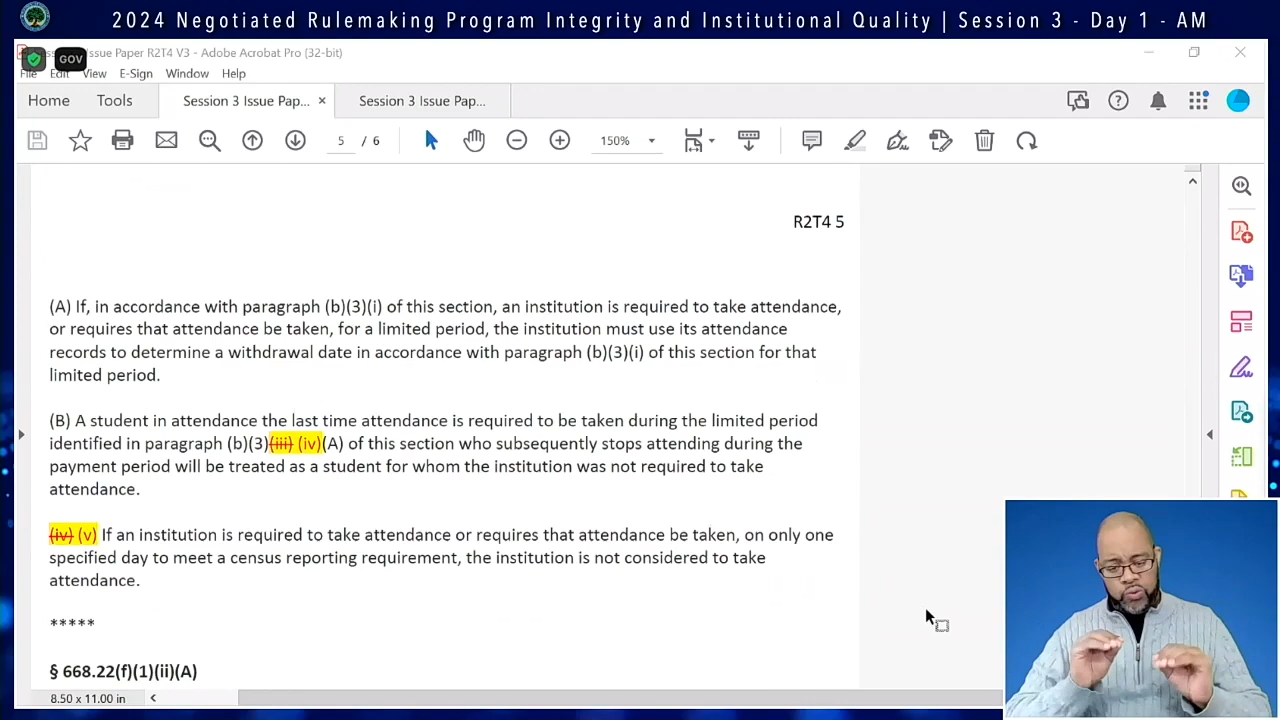 2024 Negotiated Rulemaking Program Integrity and Institutional Quality | Session 3 - Day 1 - AM
Issue Paper R2T4 V3 - Adobe Acrobat Pro (32-bit)
GOV
File Edit View E-Sign Window Help
Home Tools Session 3 Issue Pap... × Session 3 Issue Pap...
5 / 6 150%
R2T4 5
(A) If, in accordance with paragraph (b)(3)(i) of this section, an institution is required to take attendance,
or requires that attendance be taken, for a limited period, the institution must use its attendance
records to determine a withdrawal date in accordance with paragraph (b)(3)(i) of this section for that
limited period.
(B) A student in attendance the last time attendance is required to be taken during the limited period
identified in paragraph (b)(3)(iii) (iv)(A) of this section who subsequently stops attending during the
payment period will be treated as a student for whom the institution was not required to take
attendance.
(iv) (v) If an institution is required to take attendance or requires that attendance be taken, on only one
specified day to meet a census reporting requirement, the institution is not considered to take
attendance.
*****
§ 668.22(f)(1)(ii)(A)
8.50 x 11.00 in